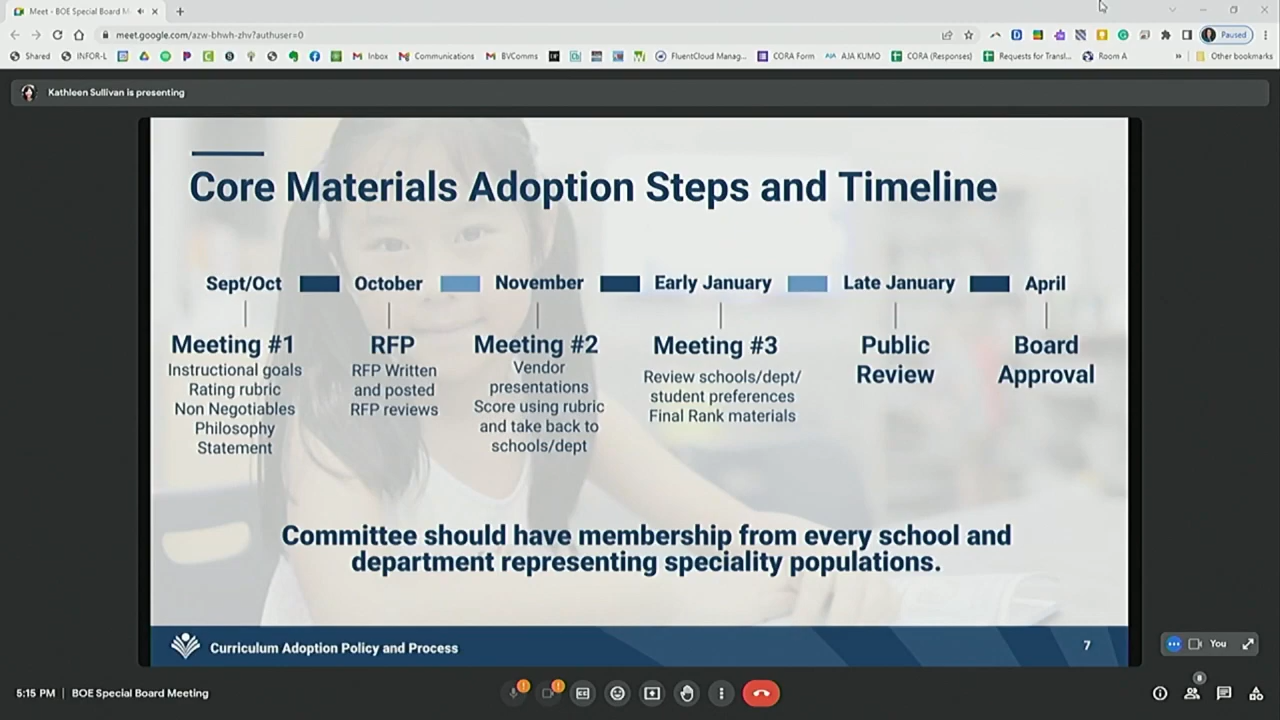 Meet - BOE Special Board M
meet.google.com/azw-bhwh-zhv?authuser=0
Paused
Shared
INFOR-L
Inbox
Communications
BVComms
FluentCloud Manag...
CORA Form
AJA KUMO
CORA (Responses)
Requests for Transl...
Room A
»
Other bookmarks
Kathleen Sullivan is presenting
Core Materials Adoption Steps and Timeline
Sept/Oct
October
November
Early January
Late January
April
Meeting #1
Instructional goals
Rating rubric
Non Negotiables
Philosophy
Statement
RFP
RFP Written
and posted
RFP reviews
Meeting #2
Vendor
presentations
Score using rubric
and take back to
schools/dept
Meeting #3
Review schools/dept/
student preferences
Final Rank materials
Public
Review
Board
Approval
Committee should have membership from every school and
department representing speciality populations.
Curriculum Adoption Policy and Process
7
You
5:15 PM | BOE Special Board Meeting
8